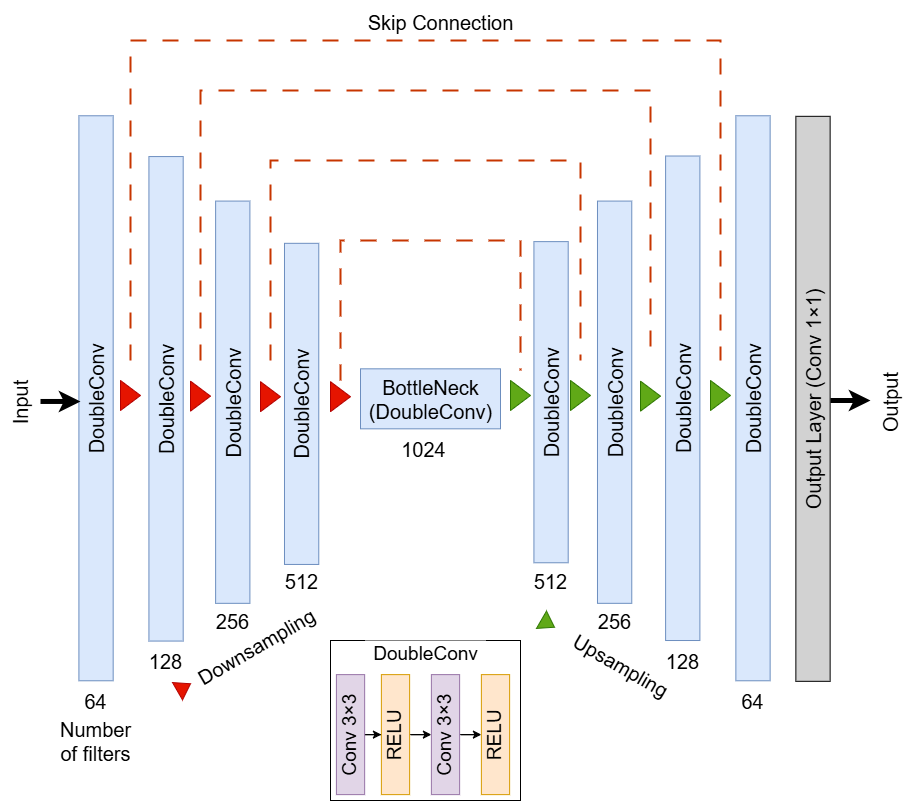 Skip Connection
Input
DoubleConv
DoubleConv
DoubleConv
DoubleConv
BottleNeck
(DoubleConv)
1024
DoubleConv
DoubleConv
DoubleConv
DoubleConv
Output Layer (Conv 1×1)
Output
512
512
256
256
128
128
64
64
Number
of filters
Downsampling
Upsampling
DoubleConv
Conv 3×3
RELU
Conv 3×3
RELU